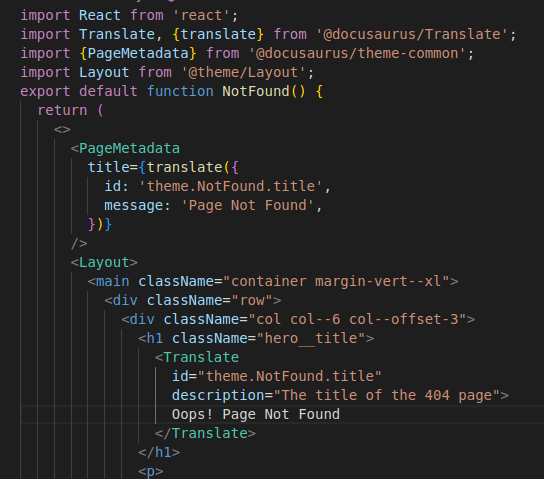 import React from 'react';
import Translate, {translate} from '@docusaurus/Translate';
import {PageMetadata} from '@docusaurus/theme-common';
import Layout from '@theme/Layout';
export default function NotFound() {
  return (
    <>
      <PageMetadata
        title={translate({
          id: 'theme.NotFound.title',
          message: 'Page Not Found',
        })}
      />
      <Layout>
        <main className="container margin-vert--xl">
          <div className="row">
            <div className="col col--6 col--offset-3">
              <h1 className="hero__title">
                <Translate
                  id="theme.NotFound.title"
                  description="The title of the 404 page">
                  Oops! Page Not Found
                </Translate>
              </h1>
              <p>